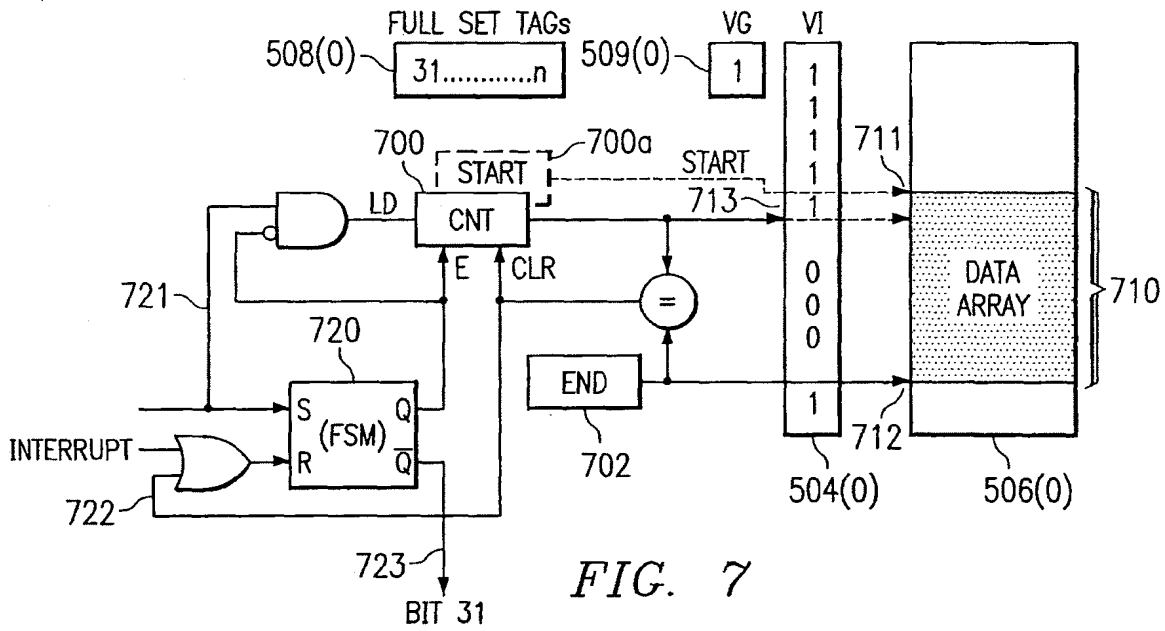 FULL SET TAGs
VG
VI
508(0)
31............n
509(0)
1
1
1
1
1
1
0
0
0
1
700
700a
START
START
711
LD
CNT
713
E
CLR
721
=
DATA
ARRAY
710
720
END
S
Q
(FSM)
R
Q̅
INTERRUPT
702
712
722
504(0)
506(0)
723
FIG. 7
BIT 31